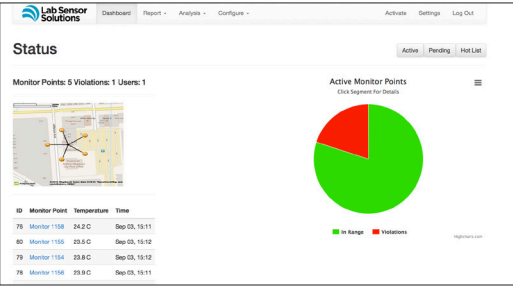 Lab Sensor
Solutions
Dashboard Report Analysis Configure Activate Settings Log Out
Status
Active Pending Hot List
Monitor Points: 5 Violations: 1 Users: 1
Active Monitor Points
Click Segment For Details
ID Monitor Point Temperature Time
76 Monitor 1158 24.2 C Sep 03, 15:11
80 Monitor 1155 23.5 C Sep 03, 15:12
79 Monitor 1154 23.8 C Sep 03, 15:12
78 Monitor 1156 23.9 C Sep 03, 15:11
In Range Violations
Highcharts.com